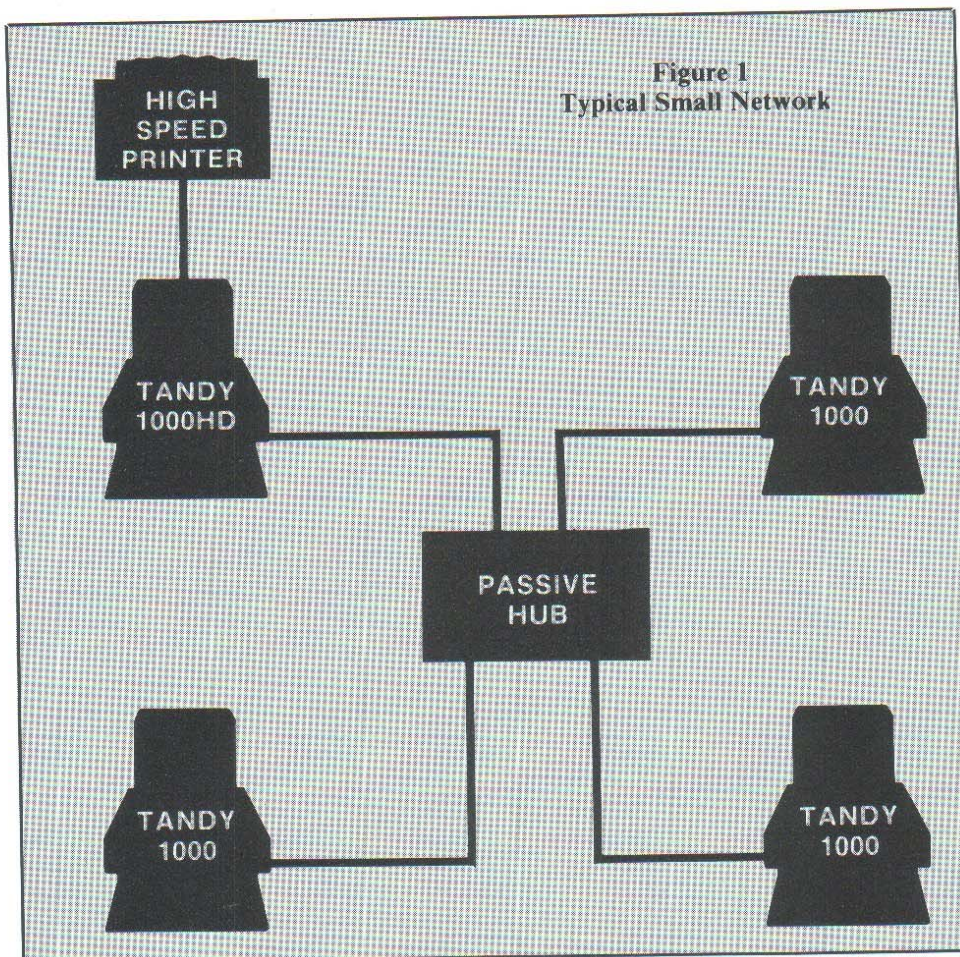 Figure 1
Typical Small Network
HIGH
SPEED
PRINTER
TANDY
1000HD
TANDY
1000
PASSIVE
HUB
TANDY
1000
TANDY
1000